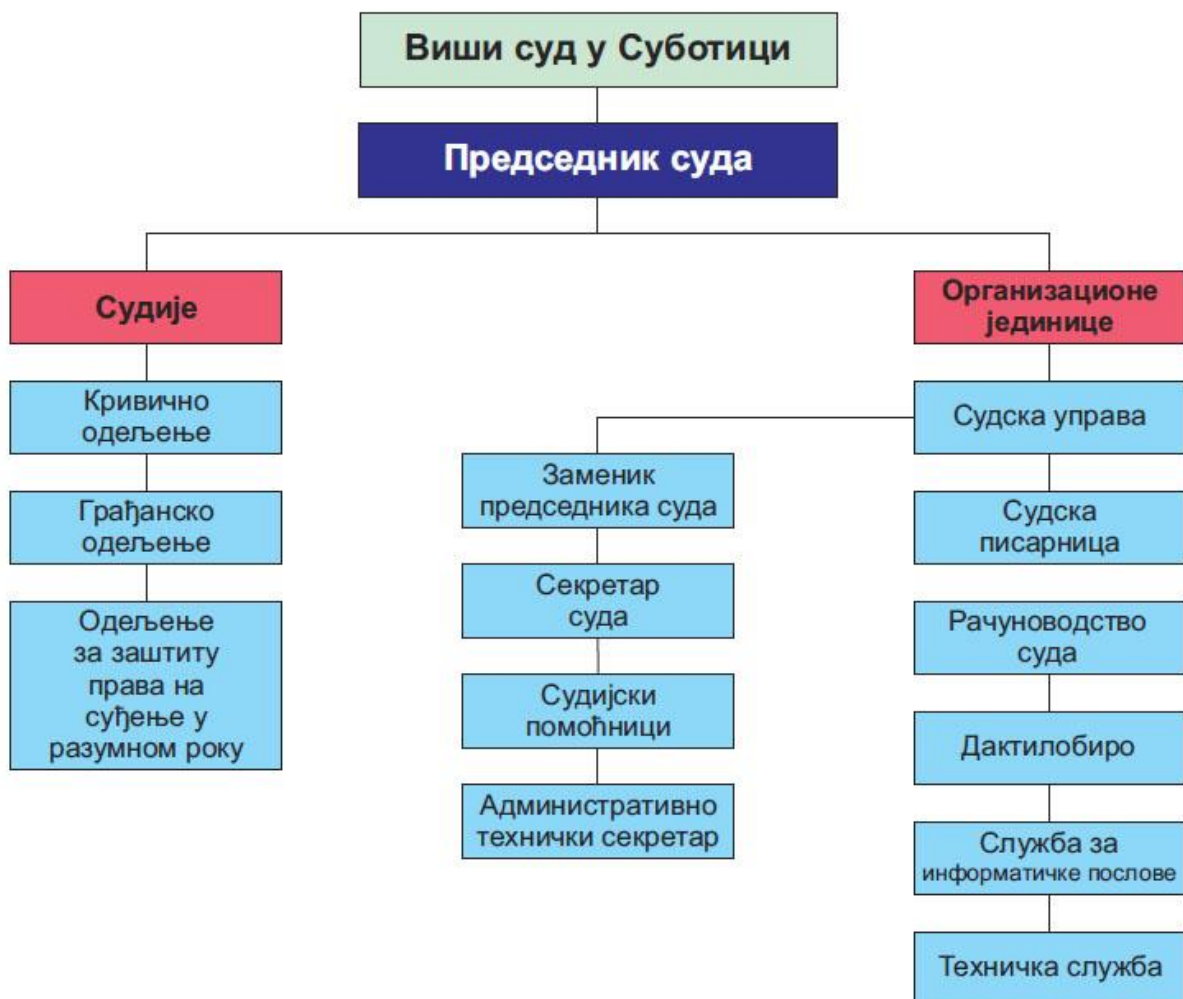 Виши суд у Суботици
Председник суда
Судије
Кривично
одељење
Грађанско
одељење
Одељење
за заштиту
права на
суђење у
разумном року
Заменик
председника суда
Секретар
суда
Судијски
помоћници
Административно
технички секретар
Организационе
јединице
Судска управа
Судска
писарница
Рачуноводство
суда
Дактилобиро
Служба за
информатичке послове
Техничка служба